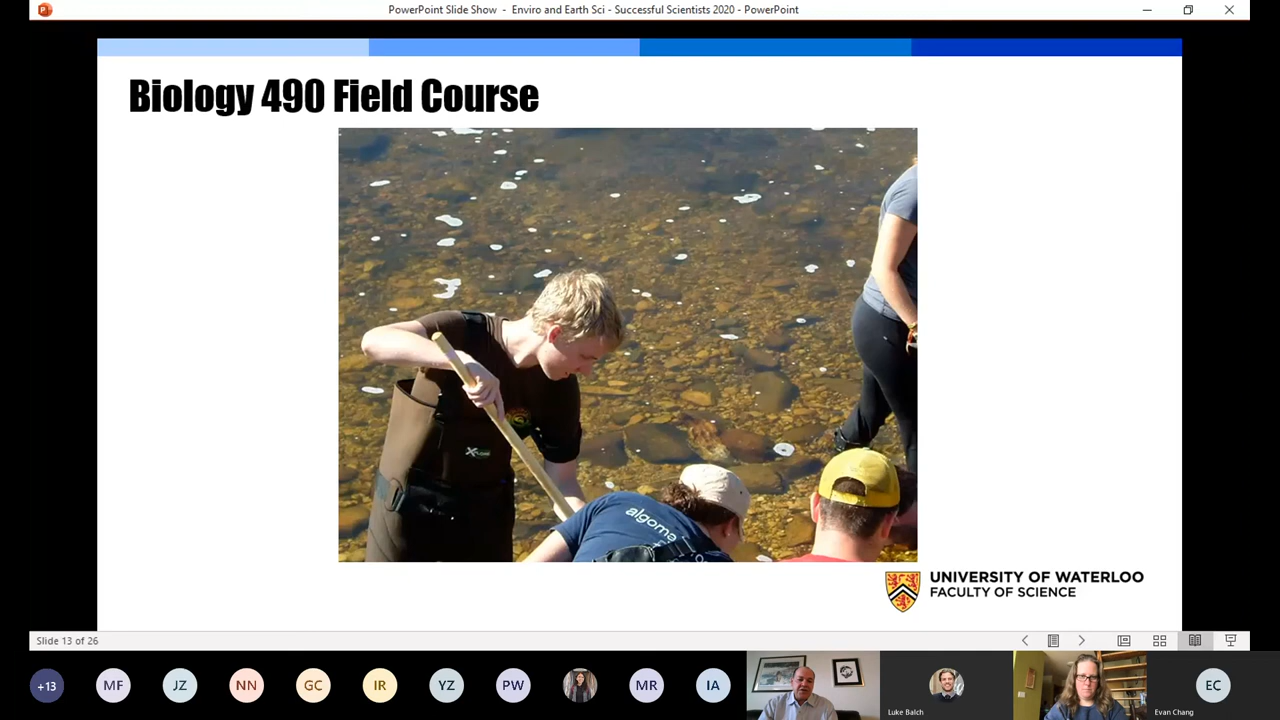 PowerPoint Slide Show - Enviro and Earth Sci - Successful Scientists 2020 - PowerPoint
Biology 490 Field Course
algoma
UNIVERSITY OF WATERLOO
FACULTY OF SCIENCE
Slide 13 of 26
+13
MF
JZ
NN
GC
IR
YZ
PW
MR
IA
Luke Balch
EC
Evan Chang